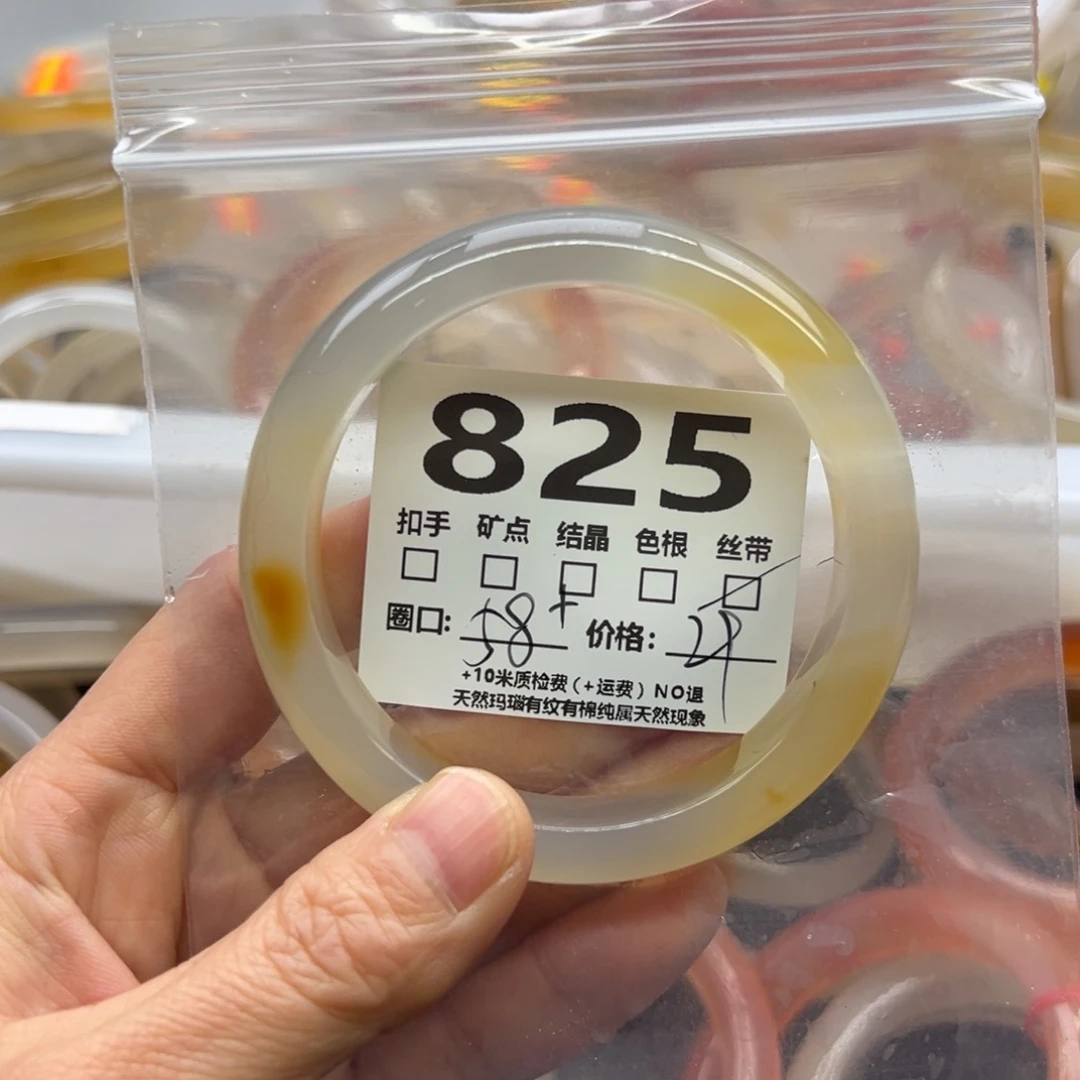 825
扣手 矿点 结晶 色根 丝带
圈口: 58+ 价格:
+10米质检费(+运费)NO退
天然玛瑙有纹有棉纯属天然现象